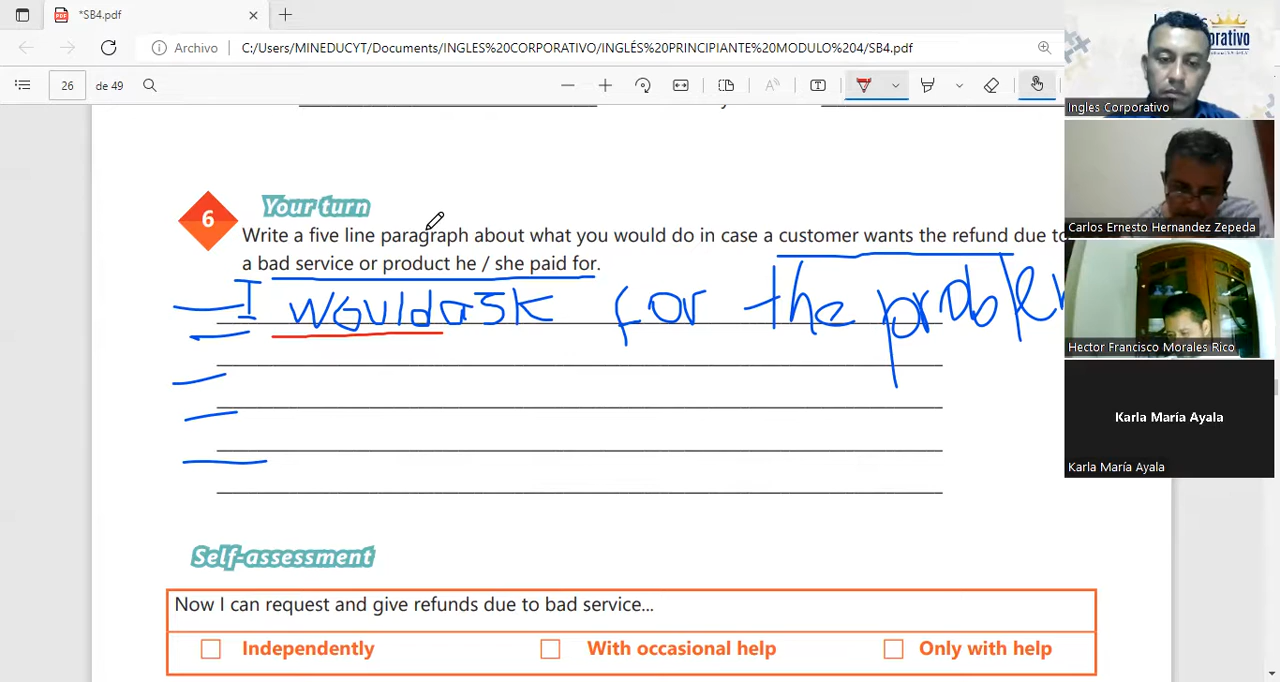 *SB4.pdf
Archivo C:/Users/MINEDUCYT/Documents/INGLES%20CORPORATIVO/INGLÉS%20PRINCIPIANTE%20MODULO%204/SB4.pdf
26 de 49
6 Your turn
Write a five line paragraph about what you would do in case a customer wants the refund due to
a bad service or product he / she paid for.
I would ask for the
Self-assessment
Now I can request and give refunds due to bad service...
Independently With occasional help Only with help
Ingles Corporativo
Carlos Ernesto Hernandez Zepeda
Hector Francisco Morales Rico
Karla María Ayala
Karla María Ayala